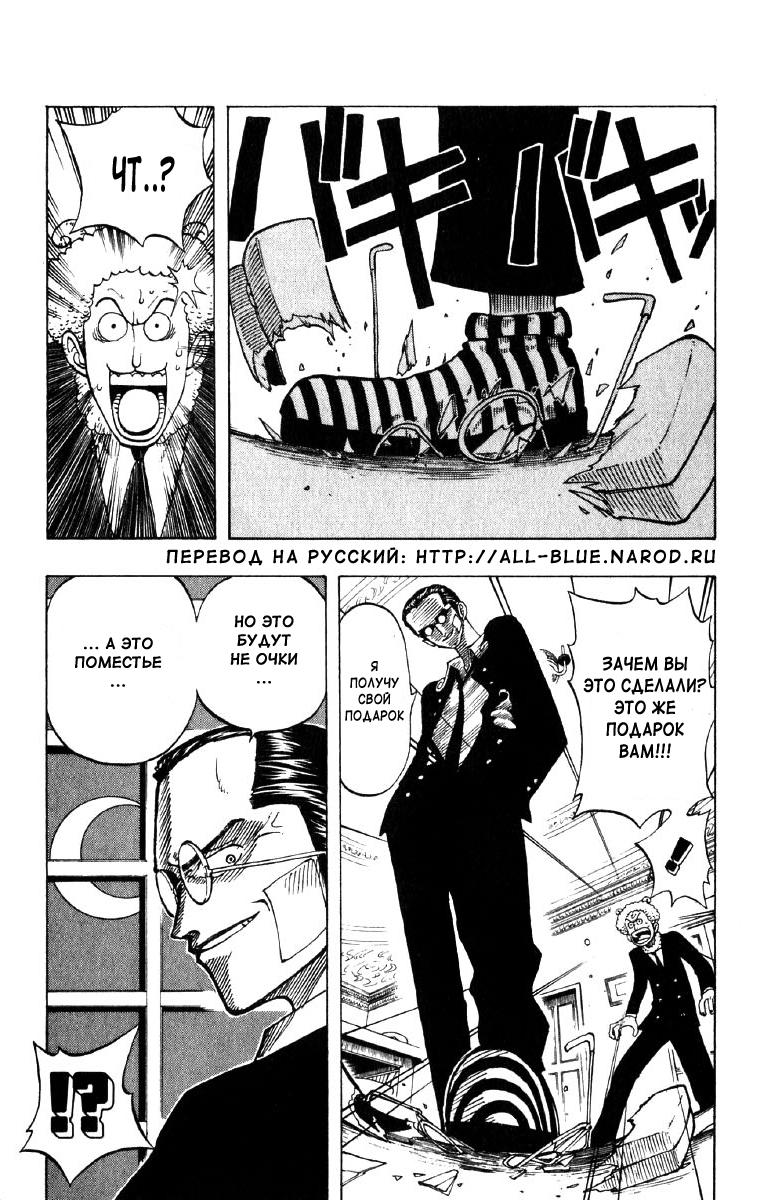 バキバキッ
ЧТ..?
ПЕРЕВОД НА РУССКИЙ: HTTP://ALL-BLUE.NAROD.RU
ЗАЧЕМ ВЫ
ЭТО СДЕЛАЛИ?
ЭТО ЖЕ
ПОДАРОК
ВАМ!!!
!
Я
ПОЛУЧУ
СВОЙ
ПОДАРОК
НО ЭТО
БУДУТ
НЕ ОЧКИ
...
... А ЭТО
ПОМЕСТЬЕ
...
!?